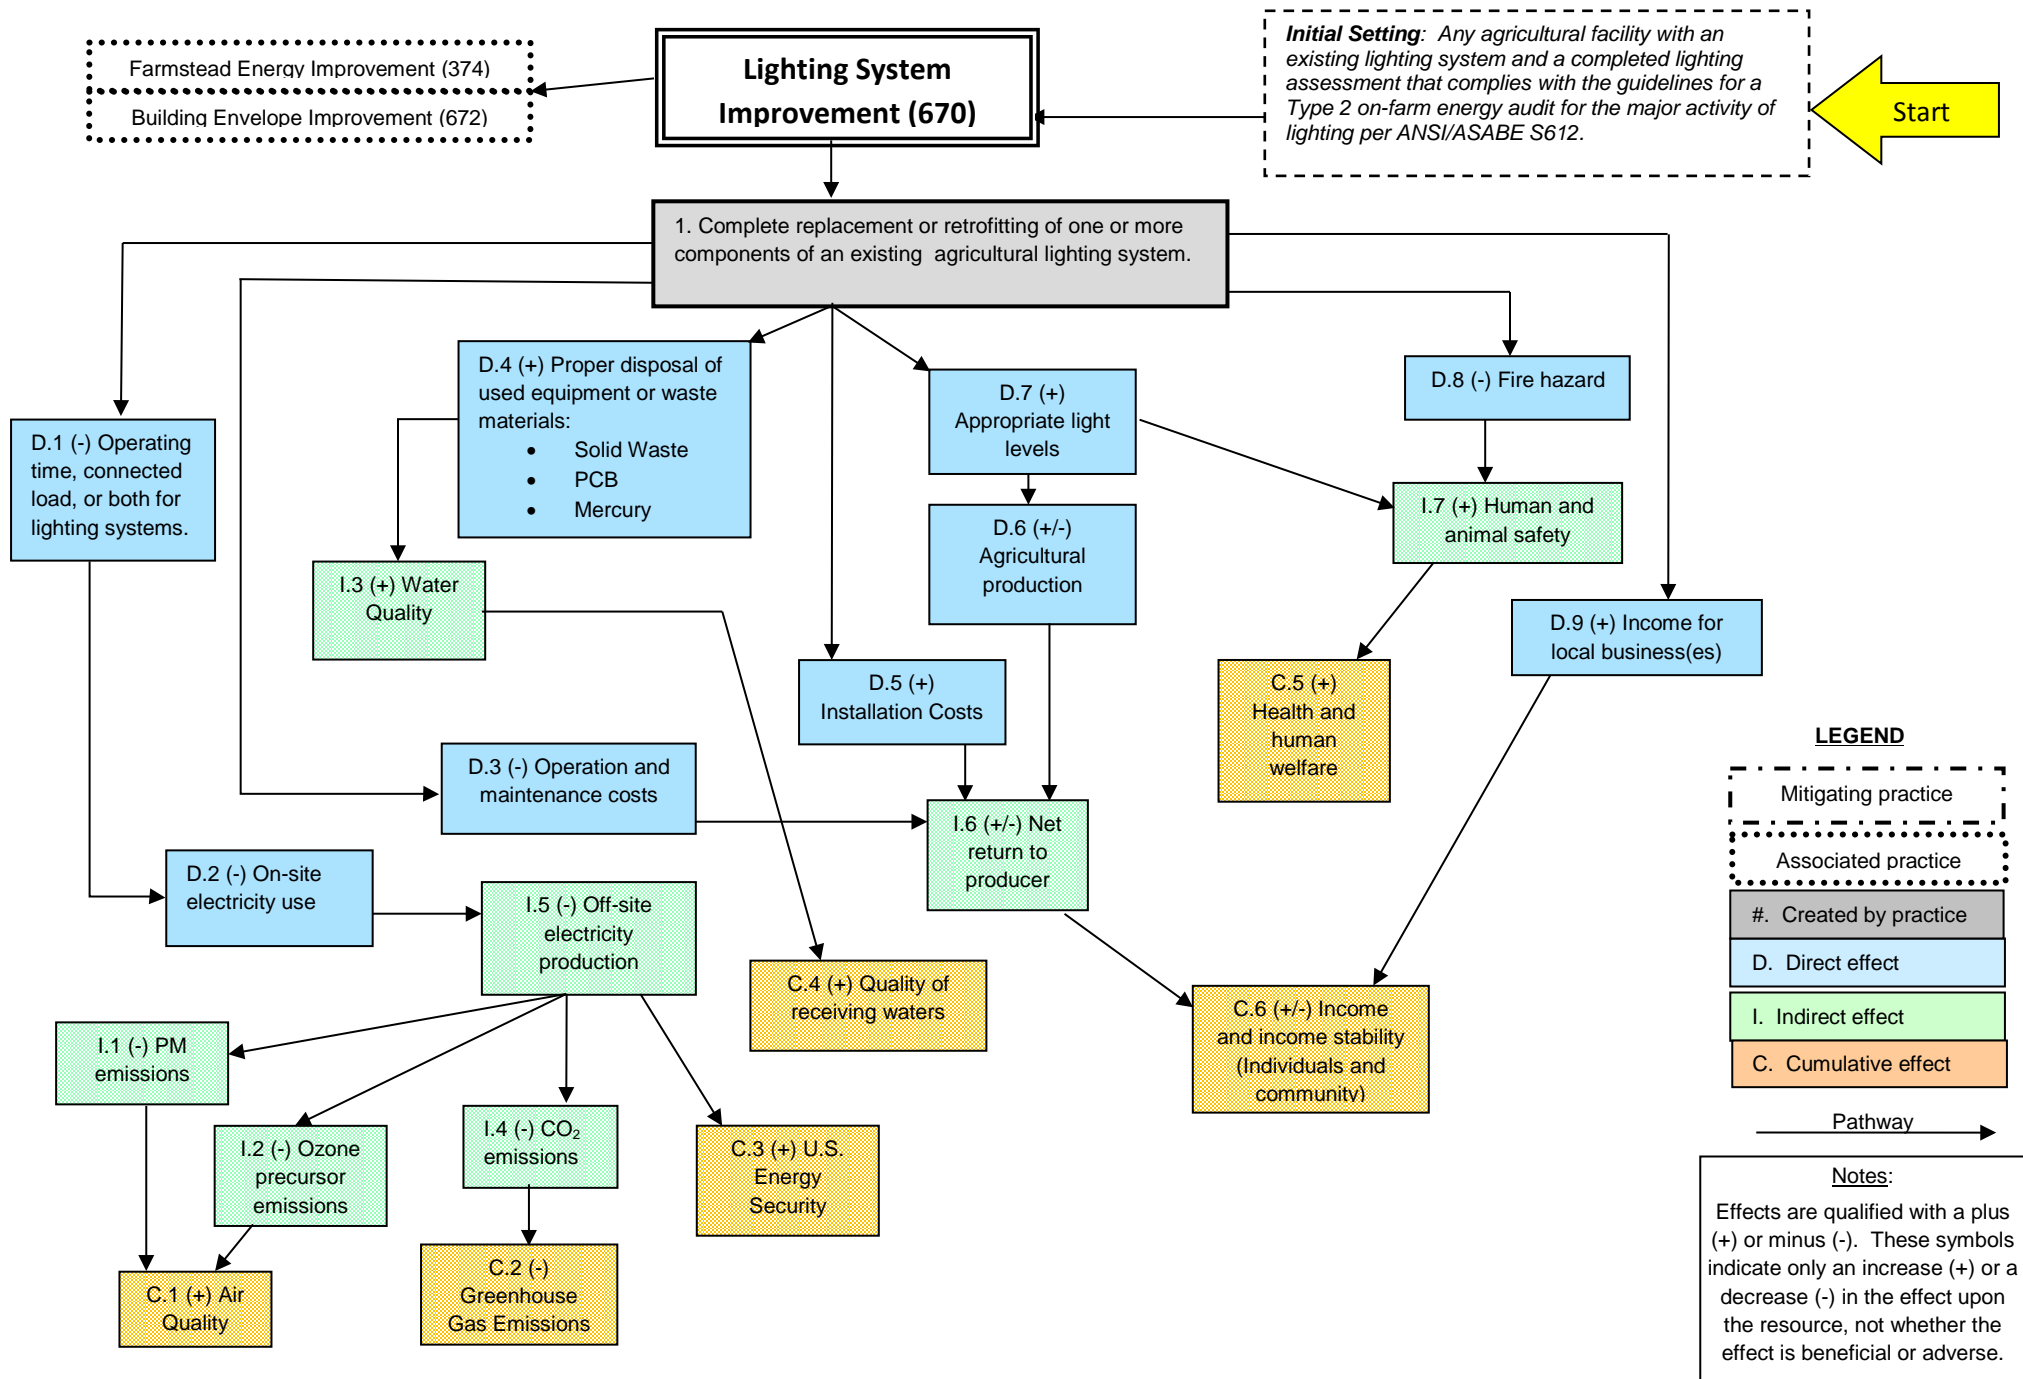 Farmstead Energy Improvement (374)
Building Envelope Improvement (672)
Lighting System
Improvement (670)
Initial Setting:  Any agricultural facility with an
existing lighting system and a completed lighting
assessment that complies with the guidelines for a
Type 2 on-farm energy audit for the major activity of
lighting per ANSI/ASABE S612.
Start
1. Complete replacement or retrofitting of one or more
components of an existing  agricultural lighting system.
D.4 (+) Proper disposal of
used equipment or waste
materials:
• Solid Waste
• PCB
• Mercury
D.7 (+)
Appropriate light
levels
D.8 (-) Fire hazard
D.1 (-) Operating
time, connected
load, or both for
lighting systems.
D.6 (+/-)
Agricultural
production
I.7 (+) Human and
animal safety
I.3 (+) Water
Quality
D.9 (+) Income for
local business(es)
D.5 (+)
Installation Costs
C.5 (+)
Health and
human
welfare
D.3 (-) Operation and
maintenance costs
I.6 (+/-) Net
return to
producer
D.2 (-) On-site
electricity use
I.5 (-) Off-site
electricity
production
C.4 (+) Quality of
receiving waters
C.6 (+/-) Income
and income stability
(Individuals and
community)
I.1 (-) PM
emissions
I.2 (-) Ozone
precursor
emissions
I.4 (-) CO₂
emissions
C.3 (+) U.S.
Energy
Security
C.1 (+) Air
Quality
C.2 (-)
Greenhouse
Gas Emissions
LEGEND
Mitigating practice
Associated practice
#.  Created by practice
D.  Direct effect
I.  Indirect effect
C.  Cumulative effect
Pathway
Notes:
Effects are qualified with a plus
(+) or minus (-).  These symbols
indicate only an increase (+) or a
decrease (-) in the effect upon
the resource, not whether the
effect is beneficial or adverse.